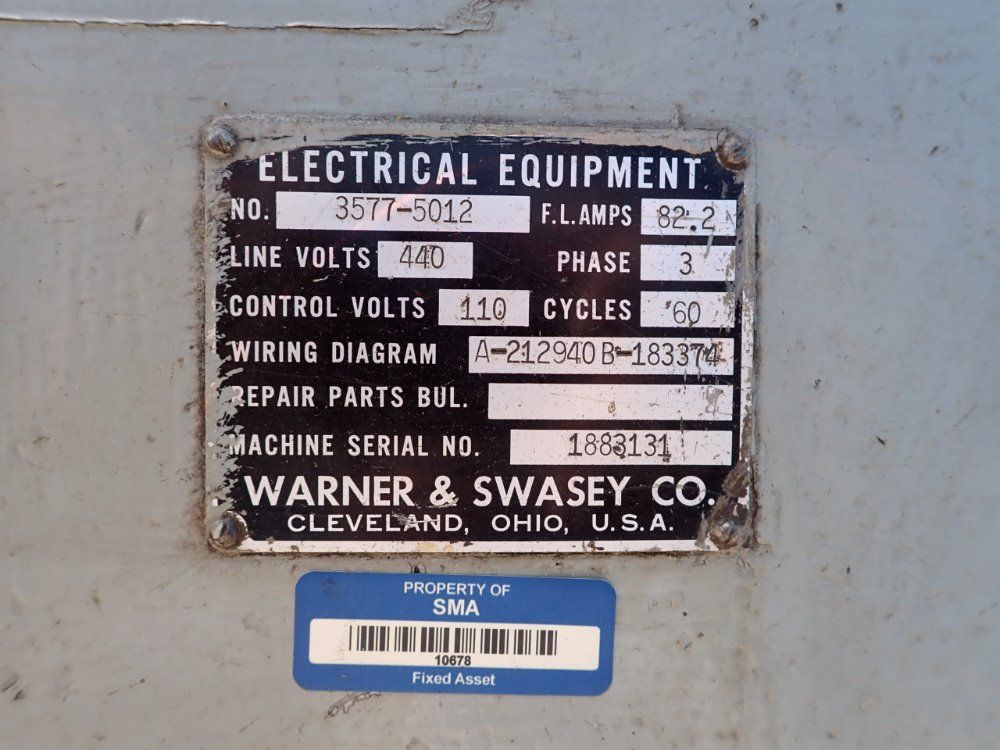 ELECTRICAL EQUIPMENT
NO. 3577-5012 F.L.AMPS 82.2
LINE VOLTS 440 PHASE 3
CONTROL VOLTS 110 CYCLES 60
WIRING DIAGRAM A-212940 B-183374
REPAIR PARTS BUL.
MACHINE SERIAL NO. 1883131
WARNER & SWASEY CO.
CLEVELAND, OHIO, U.S.A.
PROPERTY OF
SMA
10678
Fixed Asset